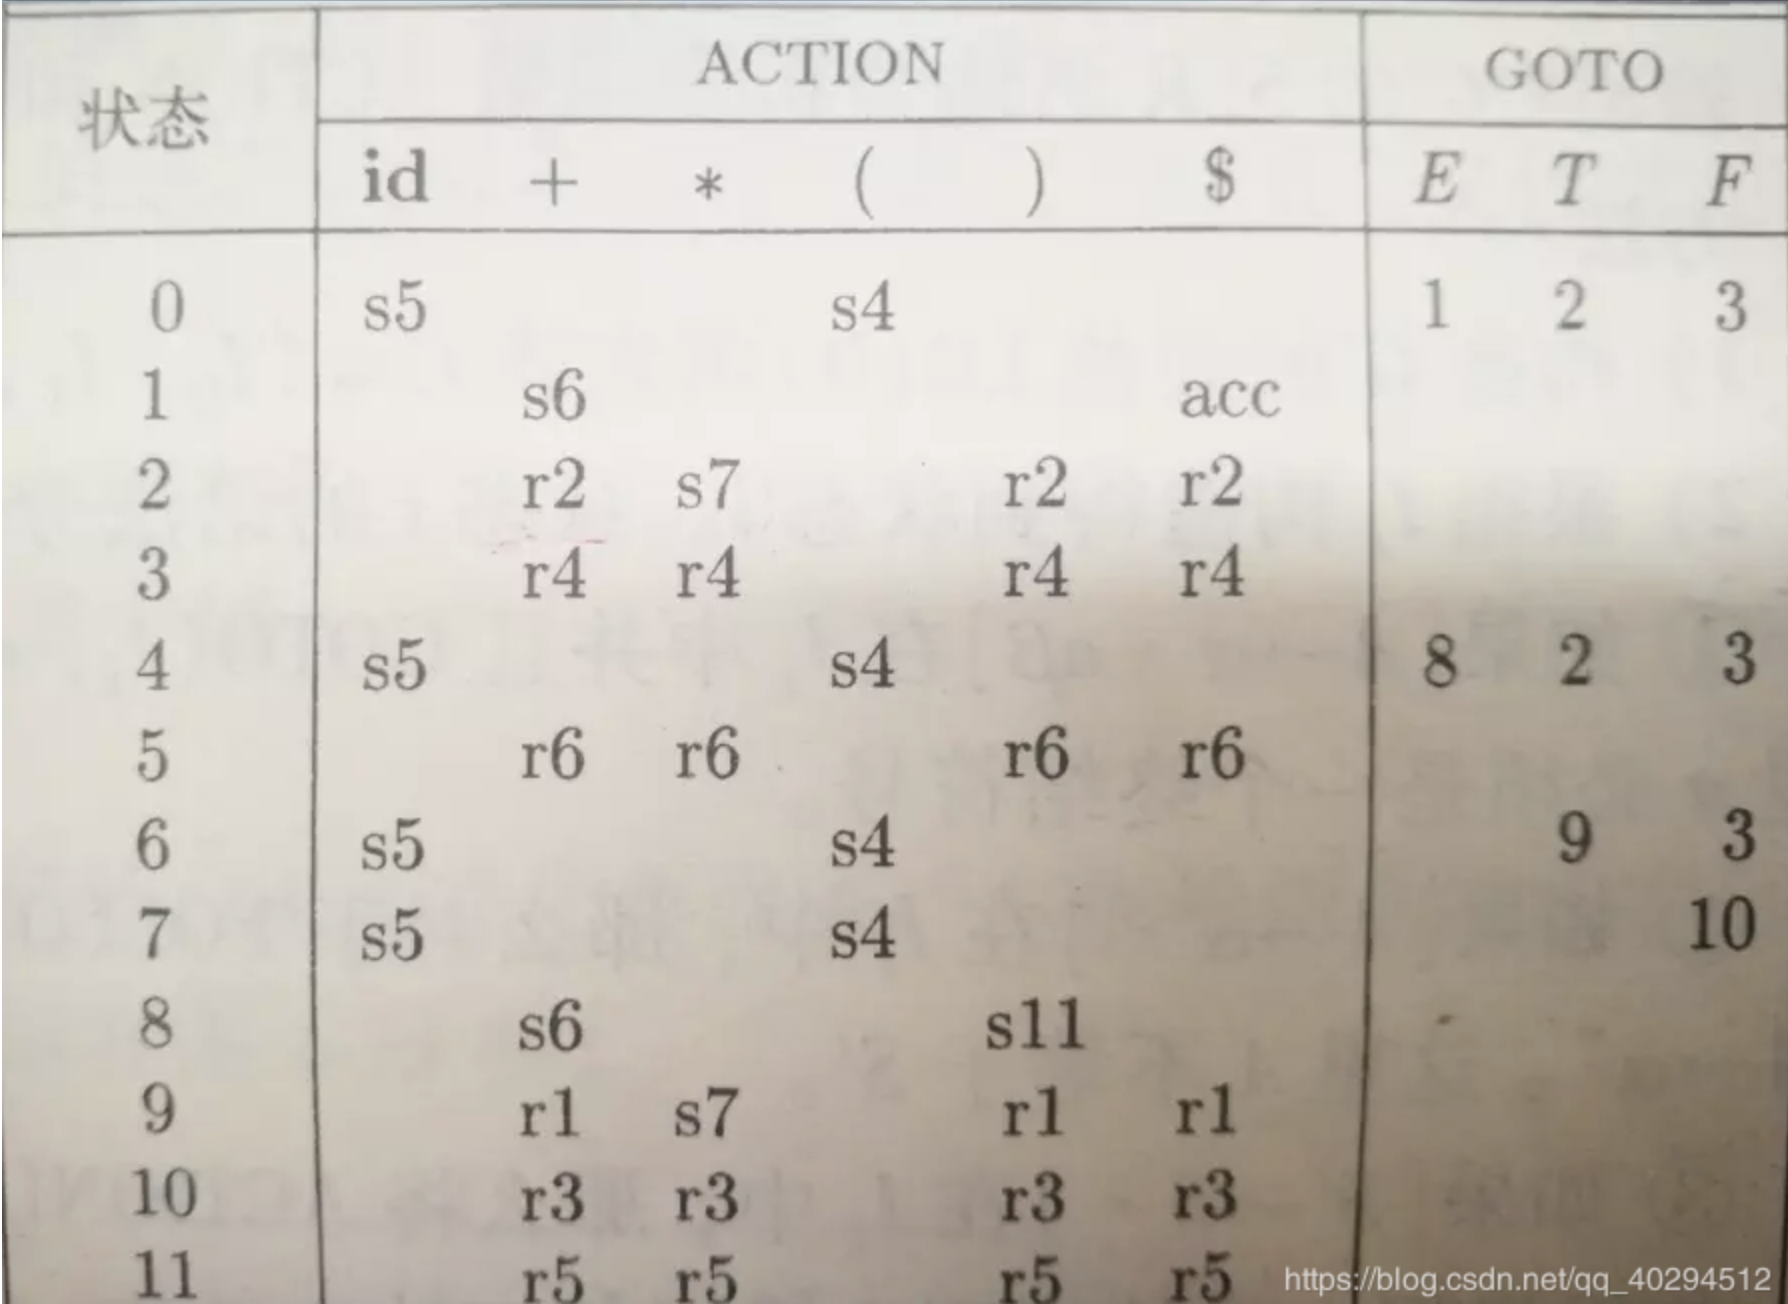 状态 ACTION GOTO
id + * ( ) $ E T F
0 s5 s4 1 2 3
1 s6 acc
2 r2 s7 r2 r2
3 r4 r4 r4 r4
4 s5 s4 8 2 3
5 r6 r6 r6 r6
6 s5 s4 9 3
7 s5 s4 10
8 s6 s11
9 r1 s7 r1 r1
10 r3 r3 r3 r3
11 r5 r5 r5 r5
https://blog.csdn.net/qq_40294512